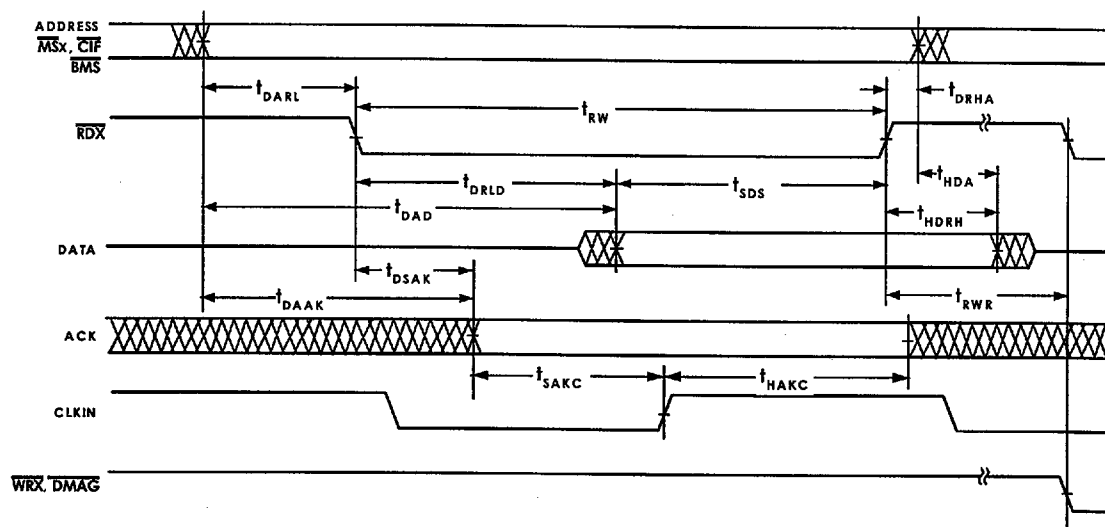 ADDRESS
MSx, CIF
BMS
tDARL
tRW
tDRHA
RDX
tDRLD
tSDS
tHDA
tDAD
tHDRH
DATA
tDSAK
tDAAK
tRWR
ACK
tSAKC
tHAKC
CLKIN
WRX, DMAG